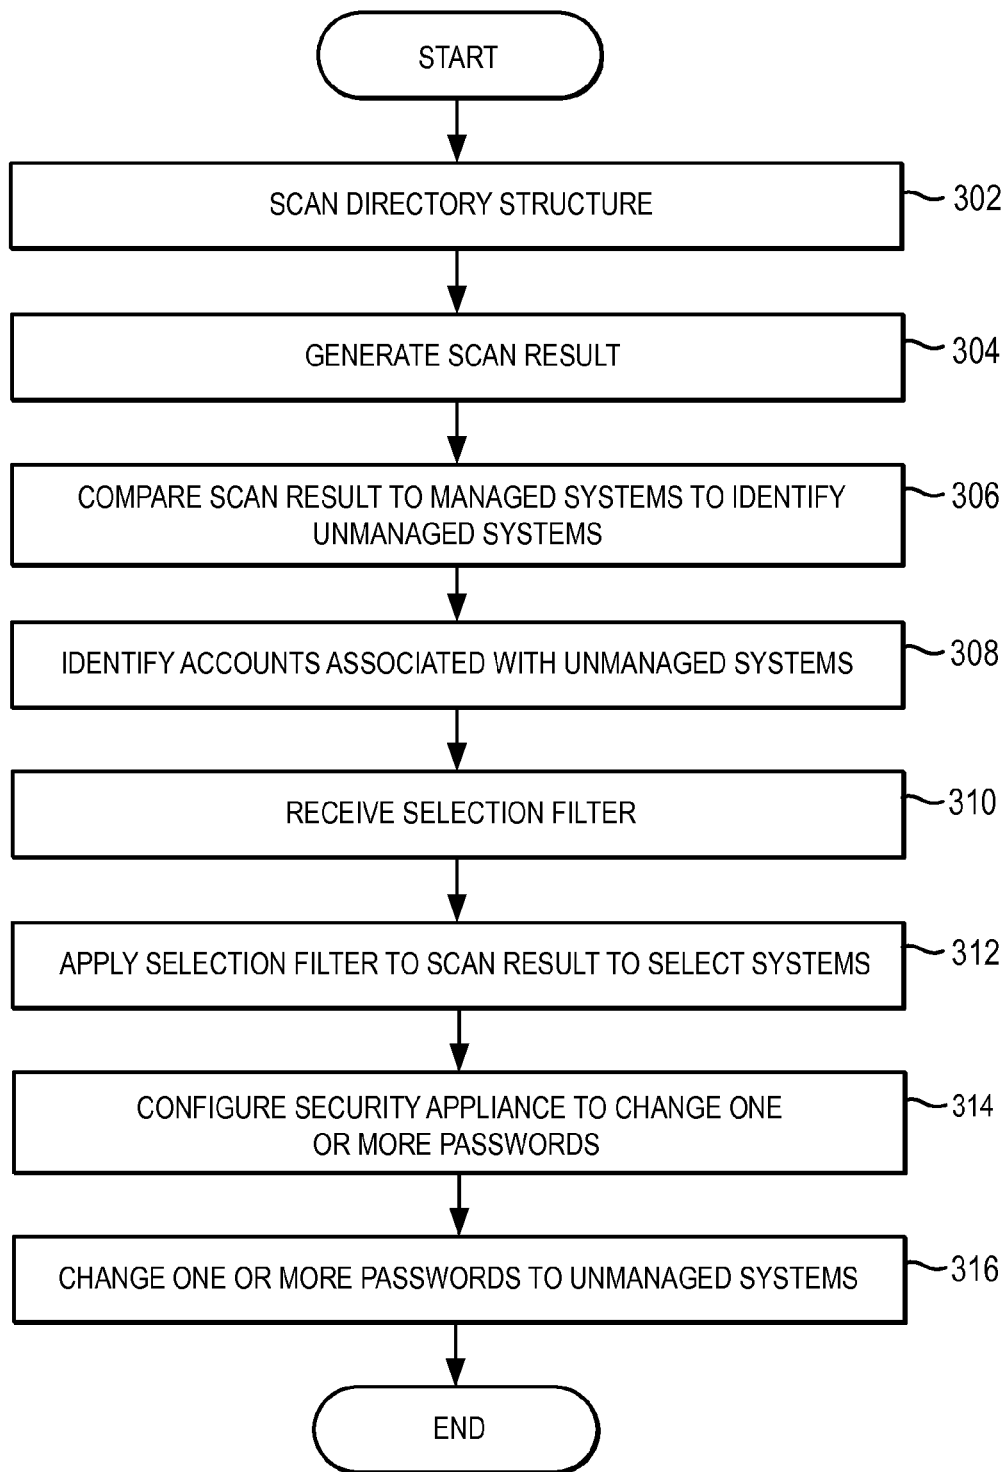 START
SCAN DIRECTORY STRUCTURE
302
GENERATE SCAN RESULT
304
COMPARE SCAN RESULT TO MANAGED SYSTEMS TO IDENTIFY
UNMANAGED SYSTEMS
306
IDENTIFY ACCOUNTS ASSOCIATED WITH UNMANAGED SYSTEMS
308
RECEIVE SELECTION FILTER
310
APPLY SELECTION FILTER TO SCAN RESULT TO SELECT SYSTEMS
312
CONFIGURE SECURITY APPLIANCE TO CHANGE ONE
OR MORE PASSWORDS
314
CHANGE ONE OR MORE PASSWORDS TO UNMANAGED SYSTEMS
316
END